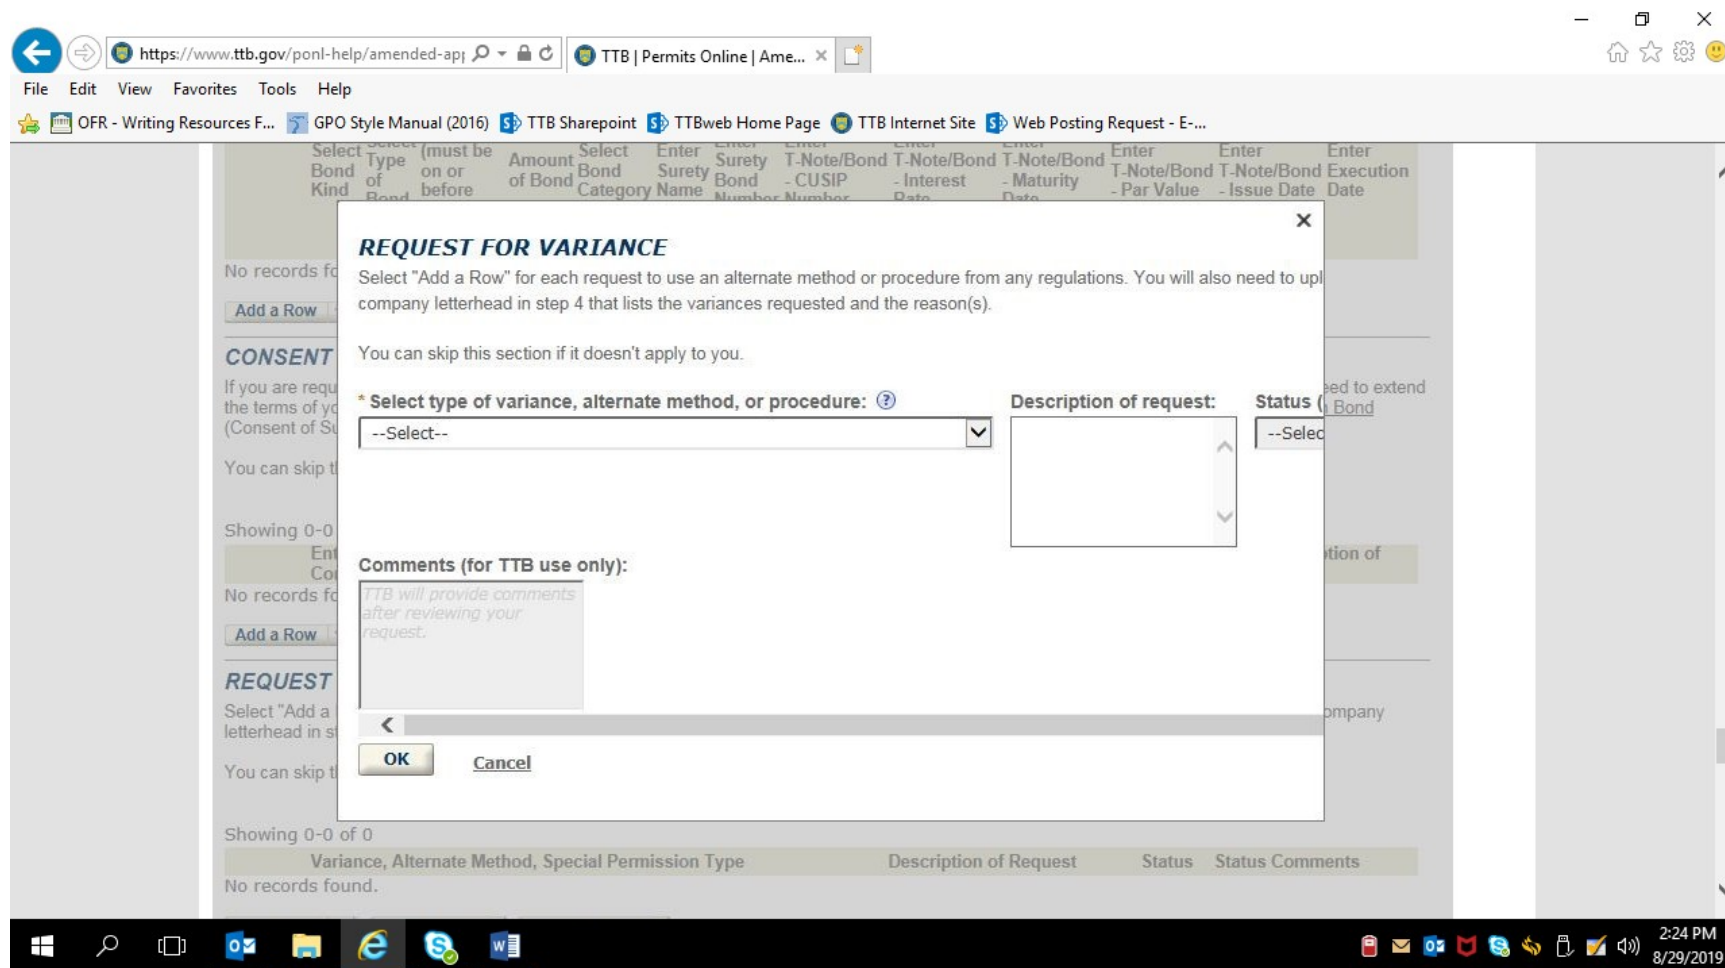 https://www.ttb.gov/ponl-help/amended-ap
TTB | Permits Online | Ame...
File Edit View Favorites Tools Help
OFR - Writing Resources F... GPO Style Manual (2016) TTB Sharepoint TTBweb Home Page TTB Internet Site Web Posting Request - E-...
Select Type (must be Select Enter Surety T-Note/Bond T-Note/Bond T-Note/Bond Enter Enter Enter
Bond of on or Amount Bond Surety Bond - CUSIP - Interest - Maturity T-Note/Bond T-Note/Bond Execution
Kind Bond before of Bond Category Name Number Number Rate Date - Par Value - Issue Date Date
REQUEST FOR VARIANCE
Select "Add a Row" for each request to use an alternate method or procedure from any regulations. You will also need to upl
company letterhead in step 4 that lists the variances requested and the reason(s).
You can skip this section if it doesn't apply to you.
* Select type of variance, alternate method, or procedure: Description of request: Status (
--Select-- --Selec
Comments (for TTB use only):
TTB will provide comments
after reviewing your
request.
OK Cancel
No records fo
Add a Row
CONSENT
If you are requ eed to extend
the terms of yo Bond
(Consent of Su
You can skip t
Showing 0-0
Ent tion of
Co
No records fo
Add a Row
REQUEST
Select "Add a ompany
letterhead in s
You can skip t
Showing 0-0 of 0
Variance, Alternate Method, Special Permission Type Description of Request Status Status Comments
No records found.
2:24 PM
8/29/2019